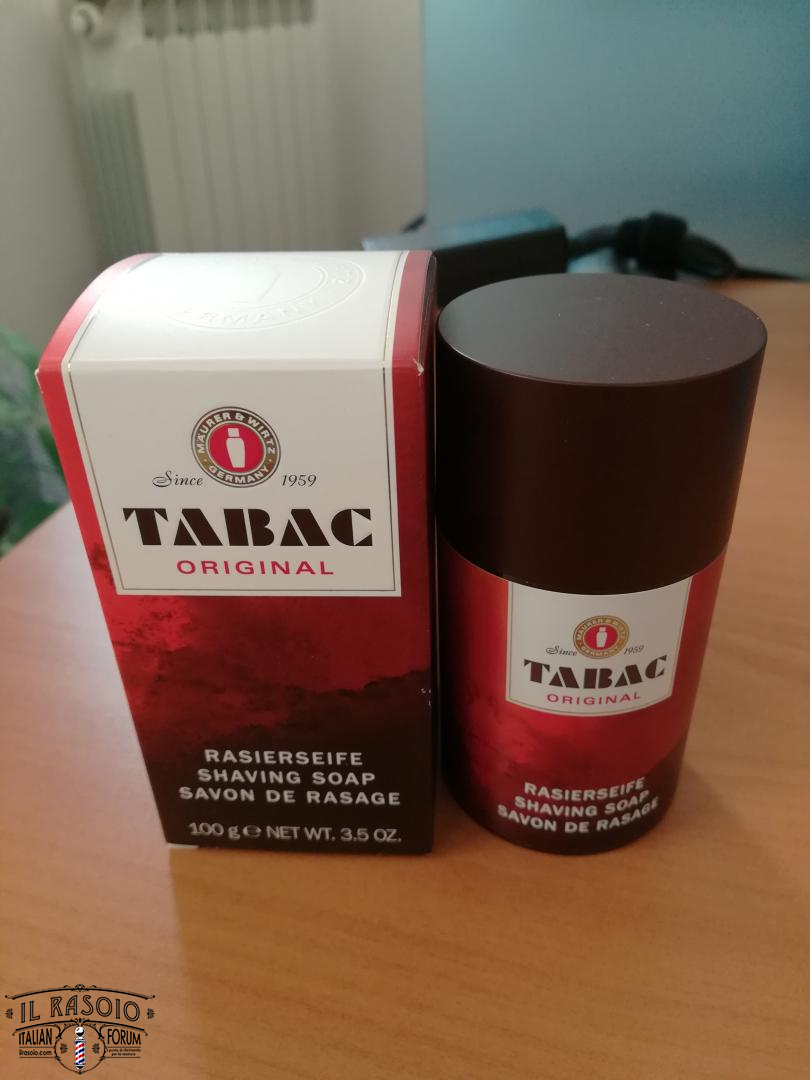 GERMANY
MÄURER & WIRTZ
GERMANY
Since 1959
TABAC
ORIGINAL
RASIERSEIFE
SHAVING SOAP
SAVON DE RASAGE
100 g ℮ NET WT. 3.5 OZ.
MÄURER & WIRTZ
GERMANY
Since 1959
TABAC
ORIGINAL
RASIERSEIFE
SHAVING SOAP
SAVON DE RASAGE
IL RASOIO
ITALIAN FORUM
ilrasoio.com